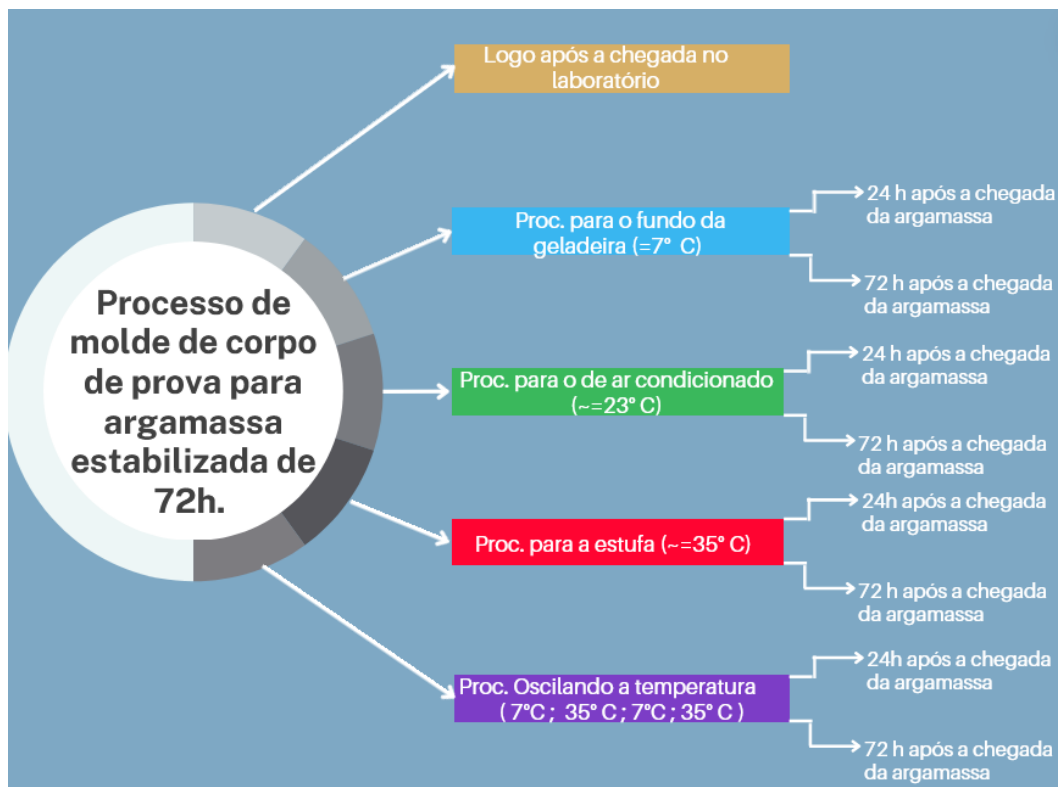 Logo após a chegada no
laboratório
Processo de
molde de corpo
de prova para
argamassa
estabilizada de
72h.
Proc. para o fundo da
geladeira (=7° C)
24 h após a chegada
da argamassa
72 h após a chegada
da argamassa
Proc. para o de ar condicionado
(~=23° C)
24 h após a chegada
da argamassa
72 h após a chegada
da argamassa
Proc. para a estufa (~=35° C)
24h após a chegada
da argamassa
72 h após a chegada
da argamassa
Proc. Oscilando a temperatura
( 7°C ; 35° C ; 7°C ; 35° C )
24h após a chegada
da argamassa
72 h após a chegada
da argamassa